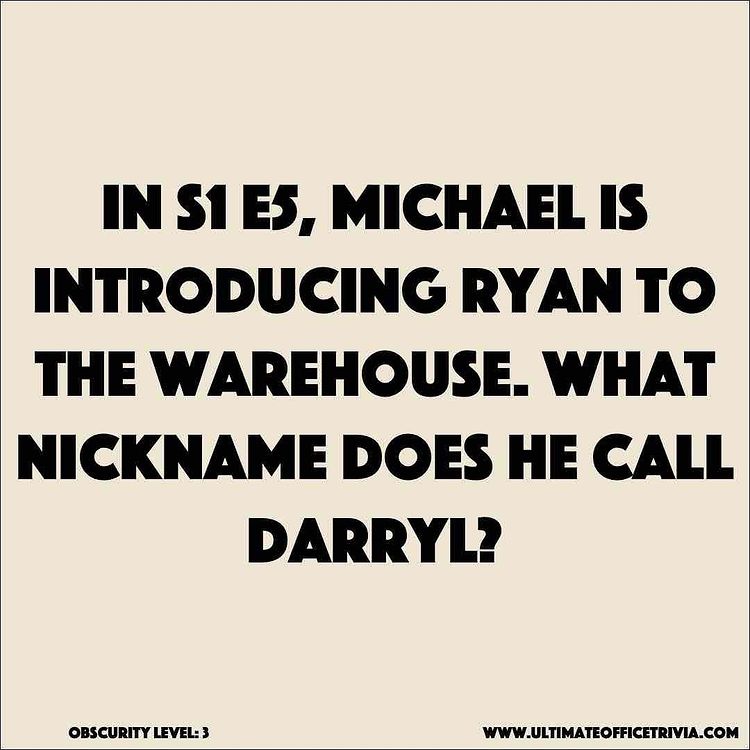 IN S1 E5, MICHAEL IS
INTRODUCING RYAN TO
THE WAREHOUSE. WHAT
NICKNAME DOES HE CALL
DARRYL?
OBSCURITY LEVEL: 3
WWW.ULTIMATEOFFICETRIVIA.COM